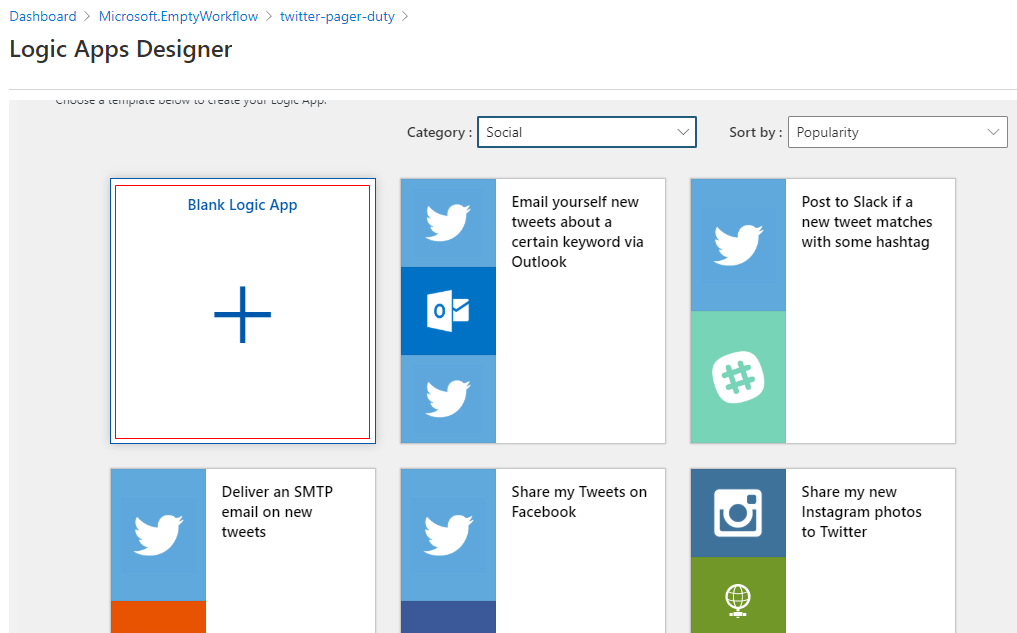 Dashboard > Microsoft.EmptyWorkflow > twitter-pager-duty >
Logic Apps Designer
Choose a template below to create your Logic App.
Category : Social
Sort by : Popularity
Blank Logic App
Email yourself new
tweets about a
certain keyword via
Outlook
Post to Slack if a
new tweet matches
with some hashtag
Deliver an SMTP
email on new
tweets
Share my Tweets on
Facebook
Share my new
Instagram photos
to Twitter